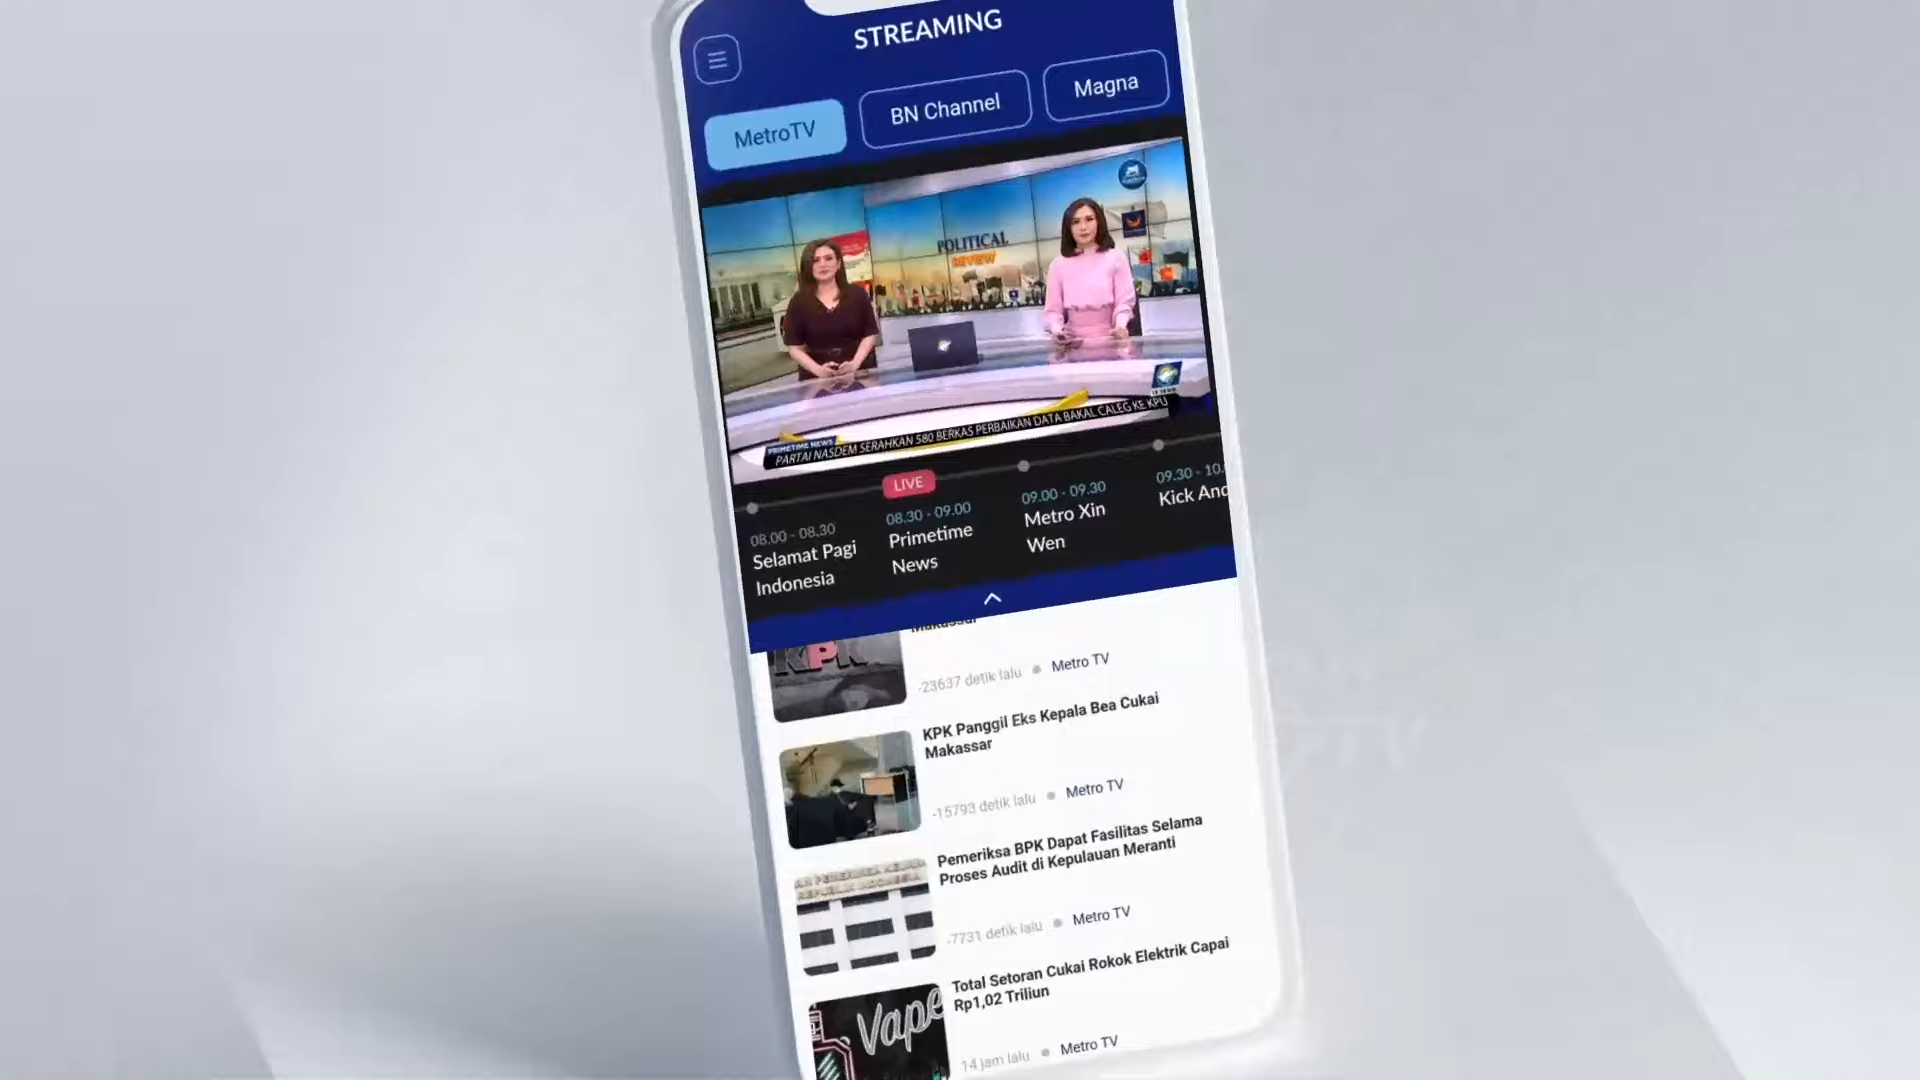 STREAMING
MetroTV
BN Channel
Magna
POLITICAL
REVIEW
PRIMETIME NEWS
PARTAI NASDEM SERAHKAN 580 BERKAS PERBAIKAN DATA BAKAL CALEG KE KPU
LIVE
08.00 - 08.30
Selamat Pagi
Indonesia
08.30 - 09.00
Primetime
News
09.00 - 09.30
Metro Xin
Wen
09.30 - 10.
Kick And
Makassar
KPK
-23637 detik lalu
Metro TV
KPK Panggil Eks Kepala Bea Cukai
Makassar
-15793 detik lalu
Metro TV
Pemeriksa BPK Dapat Fasilitas Selama
Proses Audit di Kepulauan Meranti
REPUBLIK INDONESIA
-7731 detik lalu
Metro TV
Total Setoran Cukai Rokok Elektrik Capai
Rp1,02 Triliun
Vape
14 jam lalu
Metro TV